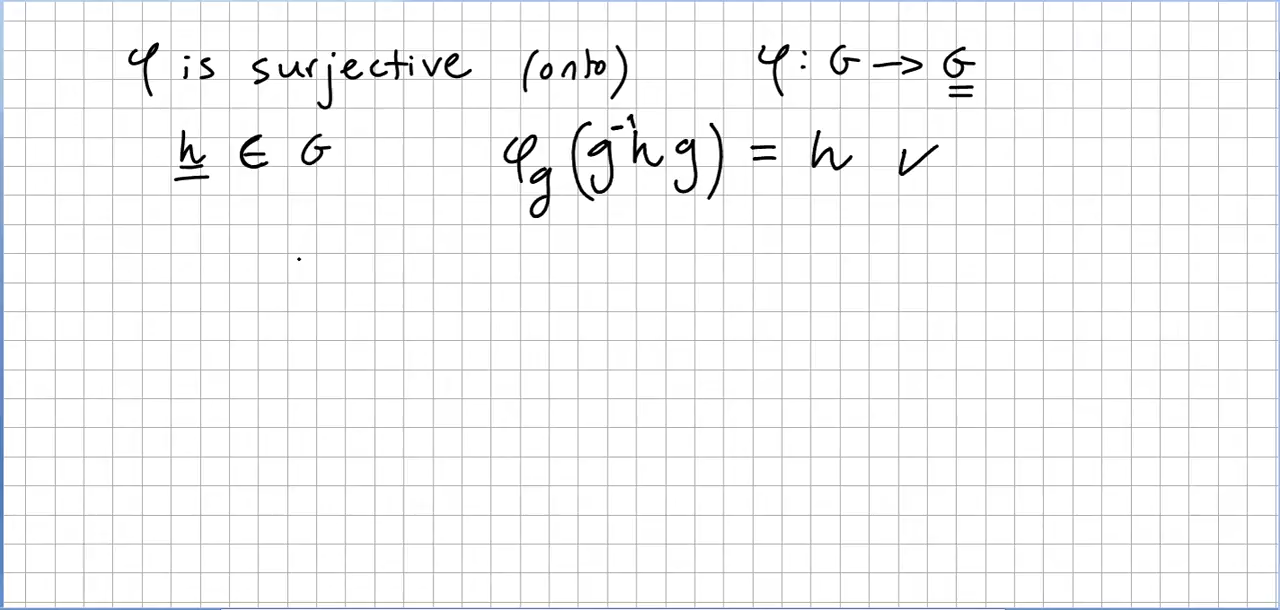 φ is surjective (onto) φ : G → G
h ∈ G φ_g (g⁻¹hg) = h ✓